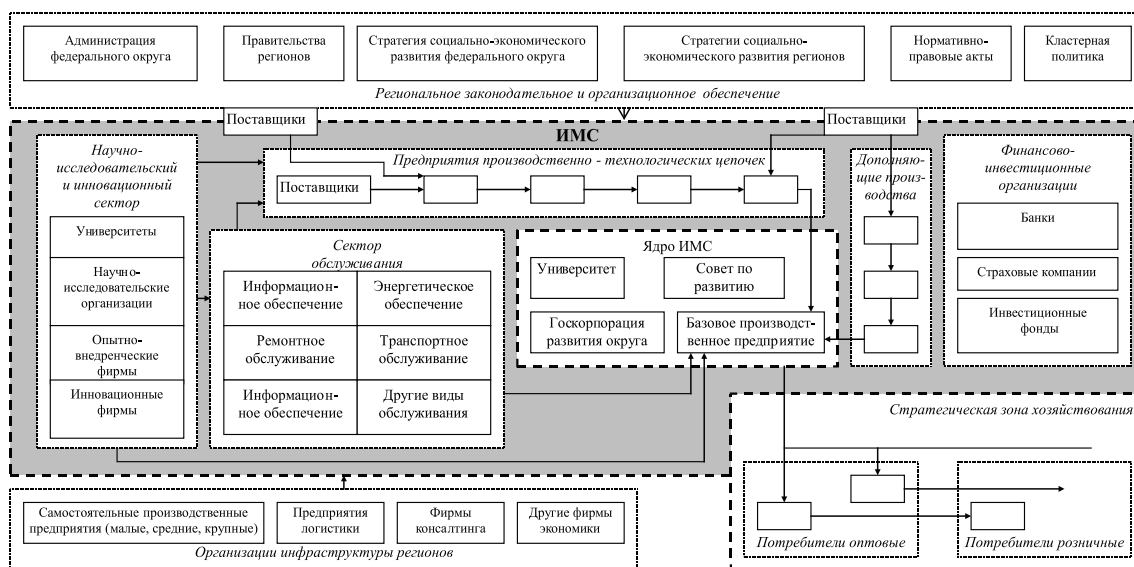 Администрация
федерального округа
Правительства
регионов
Стратегия социально-экономического
развития федерального округа
Стратегии социально-
экономического развития регионов
Нормативно-
правовые акты
Кластерная
политика
Региональное законодательное и организационное обеспечение
Поставщики
Поставщики
ИМС
Научно-
исследовательский
и инновационный
сектор
Университеты
Научно-
исследовательские
организации
Опытно-
внедренческие
фирмы
Инновационные
фирмы
Предприятия производственно - технологических цепочек
Поставщики
Сектор
обслуживания
Информацион-
ное обеспечение
Энергетическое
обеспечение
Ремонтное
обслуживание
Транспортное
обслуживание
Информацион-
ное обеспечение
Другие виды
обслуживания
Ядро ИМС
Университет
Совет по
развитию
Госкорпорация
развития округа
Базовое производст-
венное предприятие
Дополняю-
щие произ-
водства
Финансово-
инвестиционные
организации
Банки
Страховые компании
Инвестиционные
фонды
Стратегическая зона хозяйствования
Потребители оптовые
Потребители розничные
Самостоятельные производственные
предприятия (малые, средние, крупные)
Предприятия
логистики
Фирмы
консалтинга
Другие фирмы
экономики
Организации инфраструктуры регионов